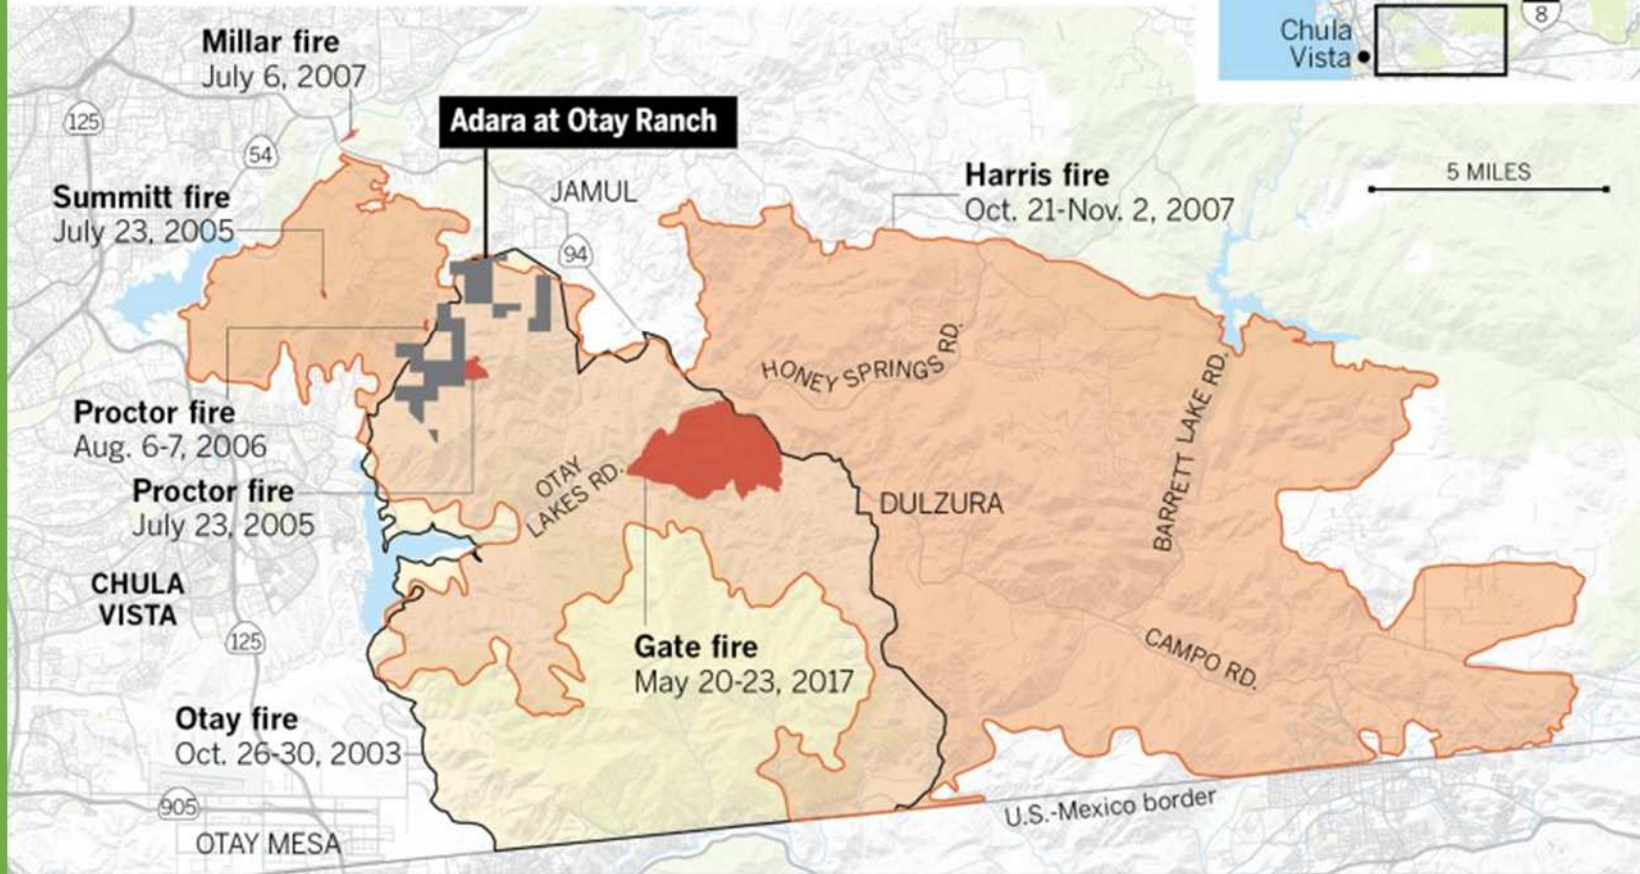 Millar fire
July 6, 2007
125
54
Adara at Otay Ranch
Chula
Vista
8
Summitt fire
July 23, 2005
JAMUL
94
Harris fire
Oct. 21-Nov. 2, 2007
5 MILES
HONEY SPRINGS RD.
BARRETT LAKE RD.
Proctor fire
Aug. 6-7, 2006
Proctor fire
July 23, 2005
OTAY
LAKES RD.
DULZURA
CHULA
VISTA
125
Gate fire
May 20-23, 2017
CAMPO RD.
Otay fire
Oct. 26-30, 2003
905
OTAY MESA
U.S.-Mexico border